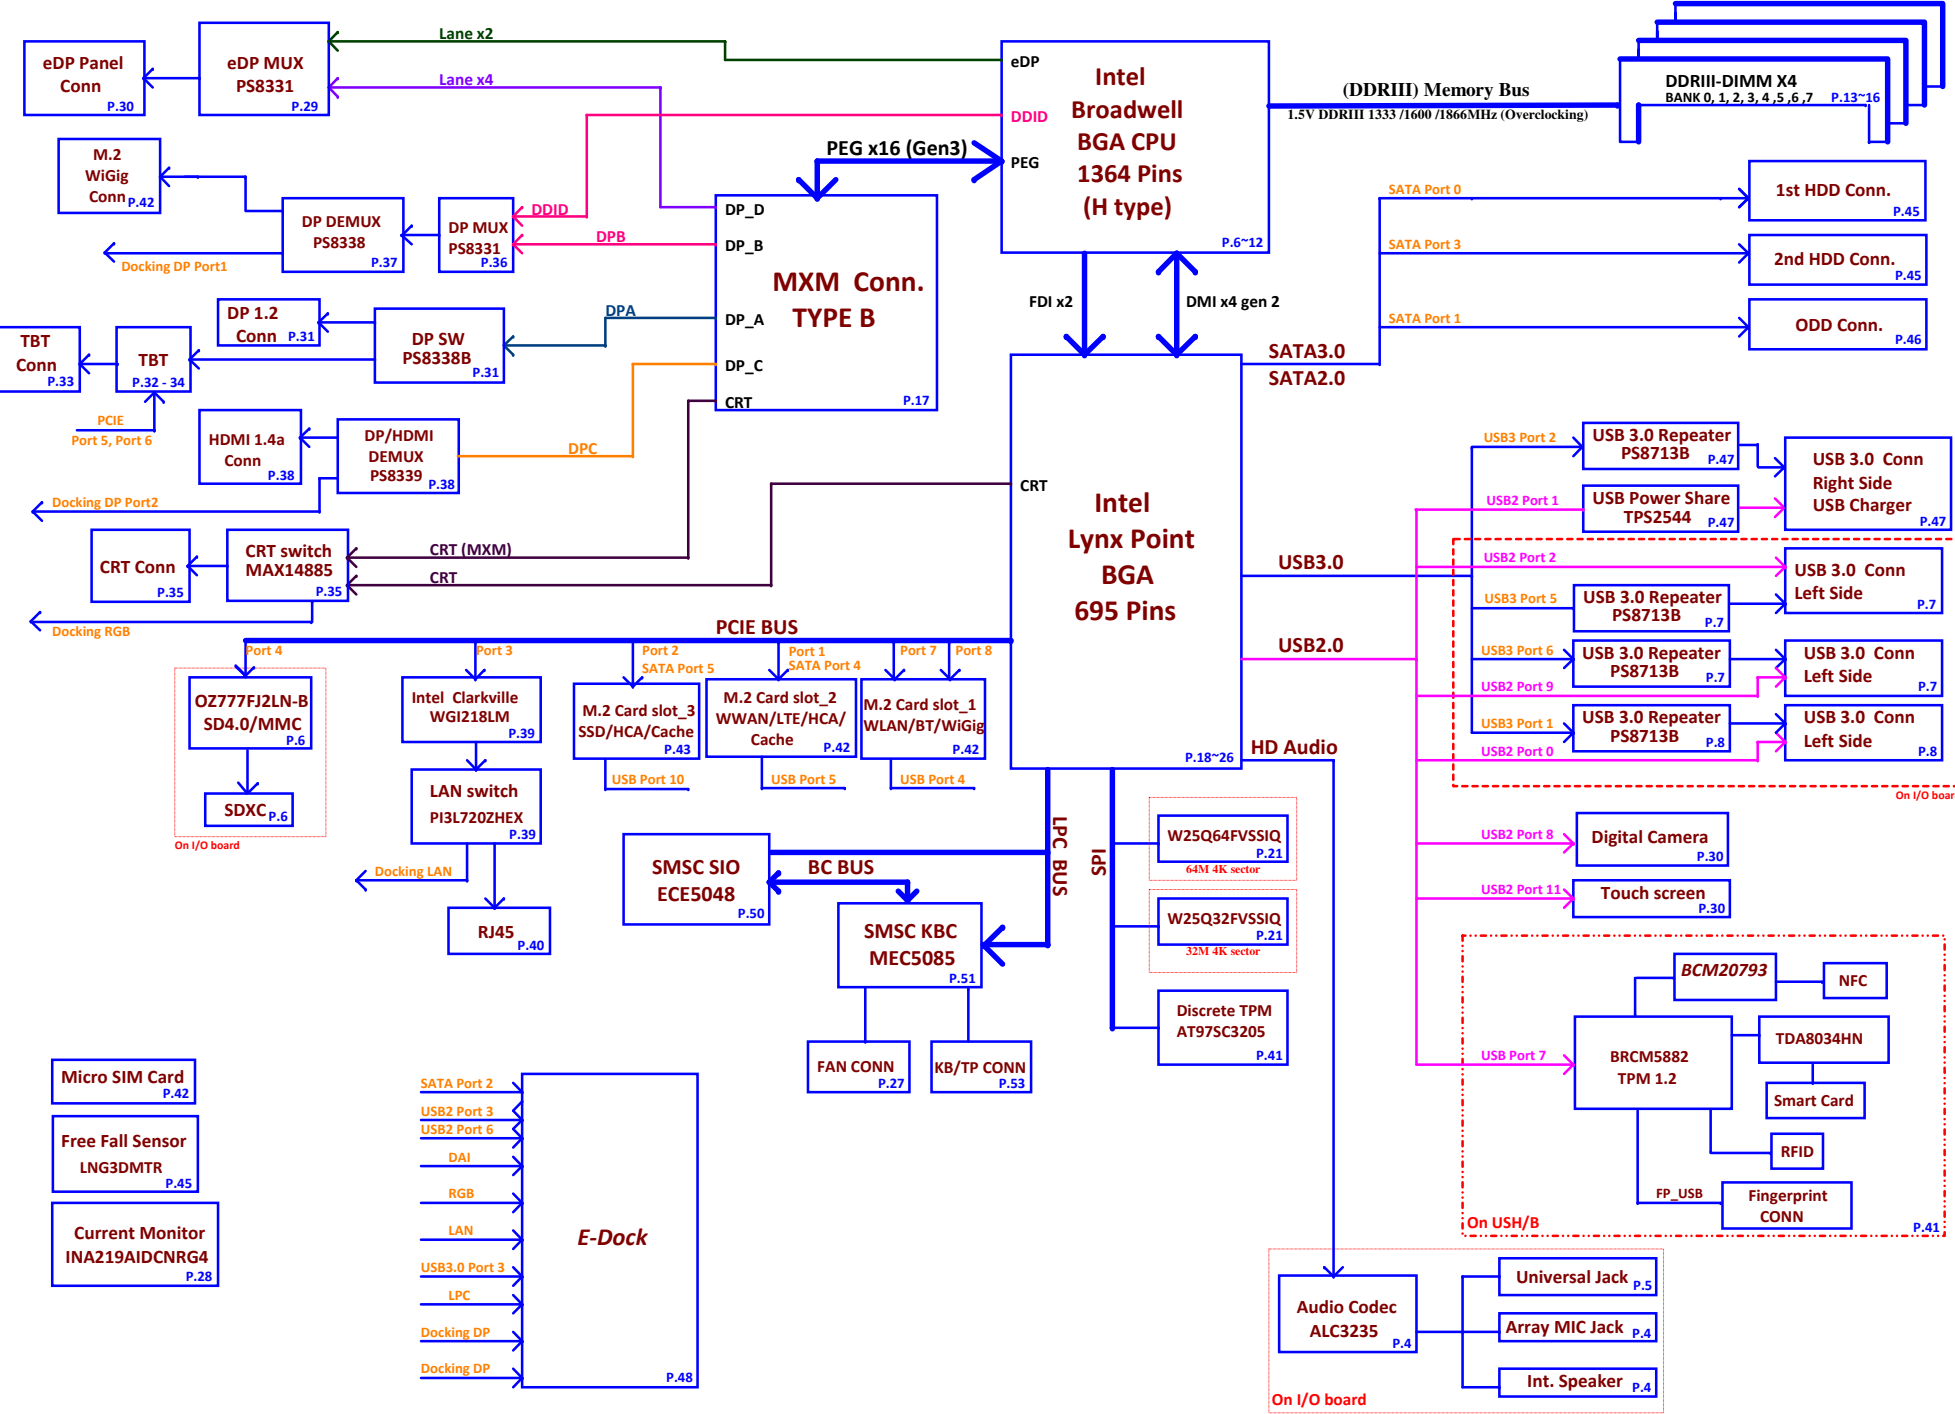 Lane x2
eDP Panel
Conn
P.30
eDP MUX
PS8331
P.29
Lane x4
eDP
DDID
PEG
Intel
Broadwell
BGA CPU
1364 Pins
(H type)
P.6~12
(DDRIII) Memory Bus
1.5V DDRIII 1333 /1600 /1866MHz (Overclocking)
DDRIII-DIMM X4
BANK 0, 1, 2, 3, 4 ,5 ,6 ,7
P.13~16
PEG x16 (Gen3)
M.2
WiGig
Conn
P.42
DP DEMUX
PS8338
P.37
DP MUX
PS8331
P.36
DDID
DPB
Docking DP Port1
DP_D
DP_B
MXM Conn.
TYPE B
DP_A
DP_C
CRT
P.17
SATA Port 0
1st HDD Conn.
P.45
SATA Port 3
2nd HDD Conn.
P.45
SATA Port 1
ODD Conn.
P.46
FDI x2
DMI x4 gen 2
SATA3.0
SATA2.0
DP 1.2
Conn
P.31
TBT
Conn
P.33
TBT
P.32 - 34
DP SW
PS8338B
P.31
DPA
PCIE
Port 5, Port 6
HDMI 1.4a
Conn
P.38
DP/HDMI
DEMUX
PS8339
P.38
DPC
Docking DP Port2
CRT Conn
P.35
CRT switch
MAX14885
P.35
CRT (MXM)
CRT
Docking RGB
CRT
Intel
Lynx Point
BGA
695 Pins
P.18~26
USB3.0
USB2.0
HD Audio
USB3 Port 2
USB 3.0 Repeater
PS8713B
P.47
USB2 Port 1
USB Power Share
TPS2544
P.47
USB 3.0 Conn
Right Side
USB Charger
P.47
USB2 Port 2
USB3 Port 5
USB 3.0 Repeater
PS8713B
P.7
USB 3.0 Conn
Left Side
P.7
USB3 Port 6
USB 3.0 Repeater
PS8713B
P.7
USB2 Port 9
USB 3.0 Conn
Left Side
P.7
USB3 Port 1
USB 3.0 Repeater
PS8713B
P.8
USB2 Port 0
USB 3.0 Conn
Left Side
P.8
On I/O boar
PCIE BUS
Port 4
OZ777FJ2LN-B
SD4.0/MMC
P.6
SDXC
P.6
On I/O board
Port 3
Intel Clarkville
WGI218LM
P.39
LAN switch
PI3L720ZHEX
P.39
Docking LAN
RJ45
P.40
Port 2
SATA Port 5
M.2 Card slot_3
SSD/HCA/Cache
P.43
USB Port 10
Port 1
SATA Port 4
M.2 Card slot_2
WWAN/LTE/HCA/
Cache
P.42
USB Port 5
Port 7
Port 8
M.2 Card slot_1
WLAN/BT/WiGig
P.42
USB Port 4
LPC BUS
SPI
SMSC SIO
ECE5048
P.50
BC BUS
SMSC KBC
MEC5085
P.51
FAN CONN
P.27
KB/TP CONN
P.53
W25Q64FVSSIQ
P.21
64M 4K sector
W25Q32FVSSIQ
P.21
32M 4K sector
Discrete TPM
AT97SC3205
P.41
USB2 Port 8
Digital Camera
P.30
USB2 Port 11
Touch screen
P.30
USB Port 7
BRCM5882
TPM 1.2
BCM20793
NFC
TDA8034HN
Smart Card
RFID
FP_USB
Fingerprint
CONN
On USH/B
P.41
Micro SIM Card
P.42
Free Fall Sensor
LNG3DMTR
P.45
Current Monitor
INA219AIDCNRG4
P.28
SATA Port 2
USB2 Port 3
USB2 Port 6
DAI
RGB
LAN
USB3.0 Port 3
LPC
Docking DP
Docking DP
E-Dock
P.48
Audio Codec
ALC3235
P.4
Universal Jack
P.5
Array MIC Jack
P.4
Int. Speaker
P.4
On I/O board